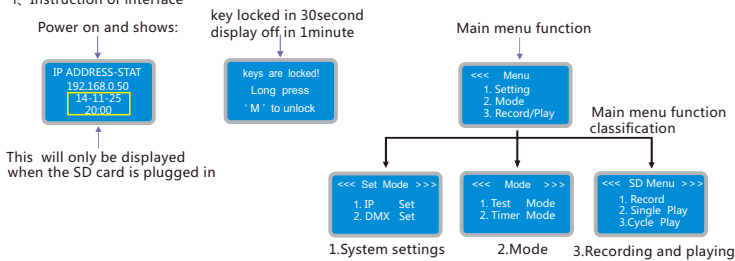 1、Instruction of interface
Power on and shows:
IP ADDRESS-STAT
192.168.0.50
14-11-25
20:00
This will only be displayed
when the SD card is plugged in
key locked in 30second
display off in 1minute
keys are locked!
Long press
' M ' to unlock
Main menu function
<<< Menu
1. Setting
2. Mode
3. Record/Play
Main menu function
classification
<<< Set Mode >>>
1. IP Set
2. DMX Set
1.System settings
<<< Mode >>>
1. Test Mode
2. Timer Mode
2.Mode
<<< SD Menu >>>
1. Record
2. Single Play
3.Cycle Play
3.Recording and playing